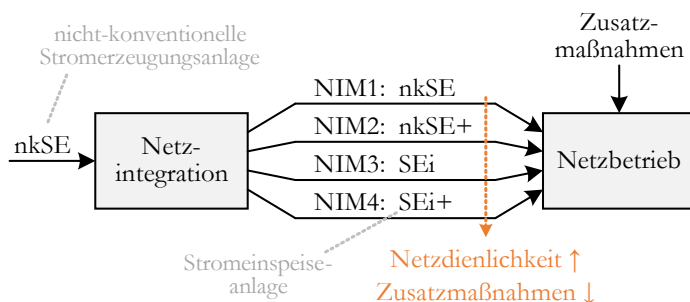 nicht-konventionelle
Stromerzeugungsanlage
nkSE
Netz-
integration
NIM1: nkSE
NIM2: nkSE+
NIM3: SEi
NIM4: SEi+
Stromeinspeise-
anlage
Zusatz-
maßnahmen
Netzbetrieb
Netzdienlichkeit ↑
Zusatzmaßnahmen ↓